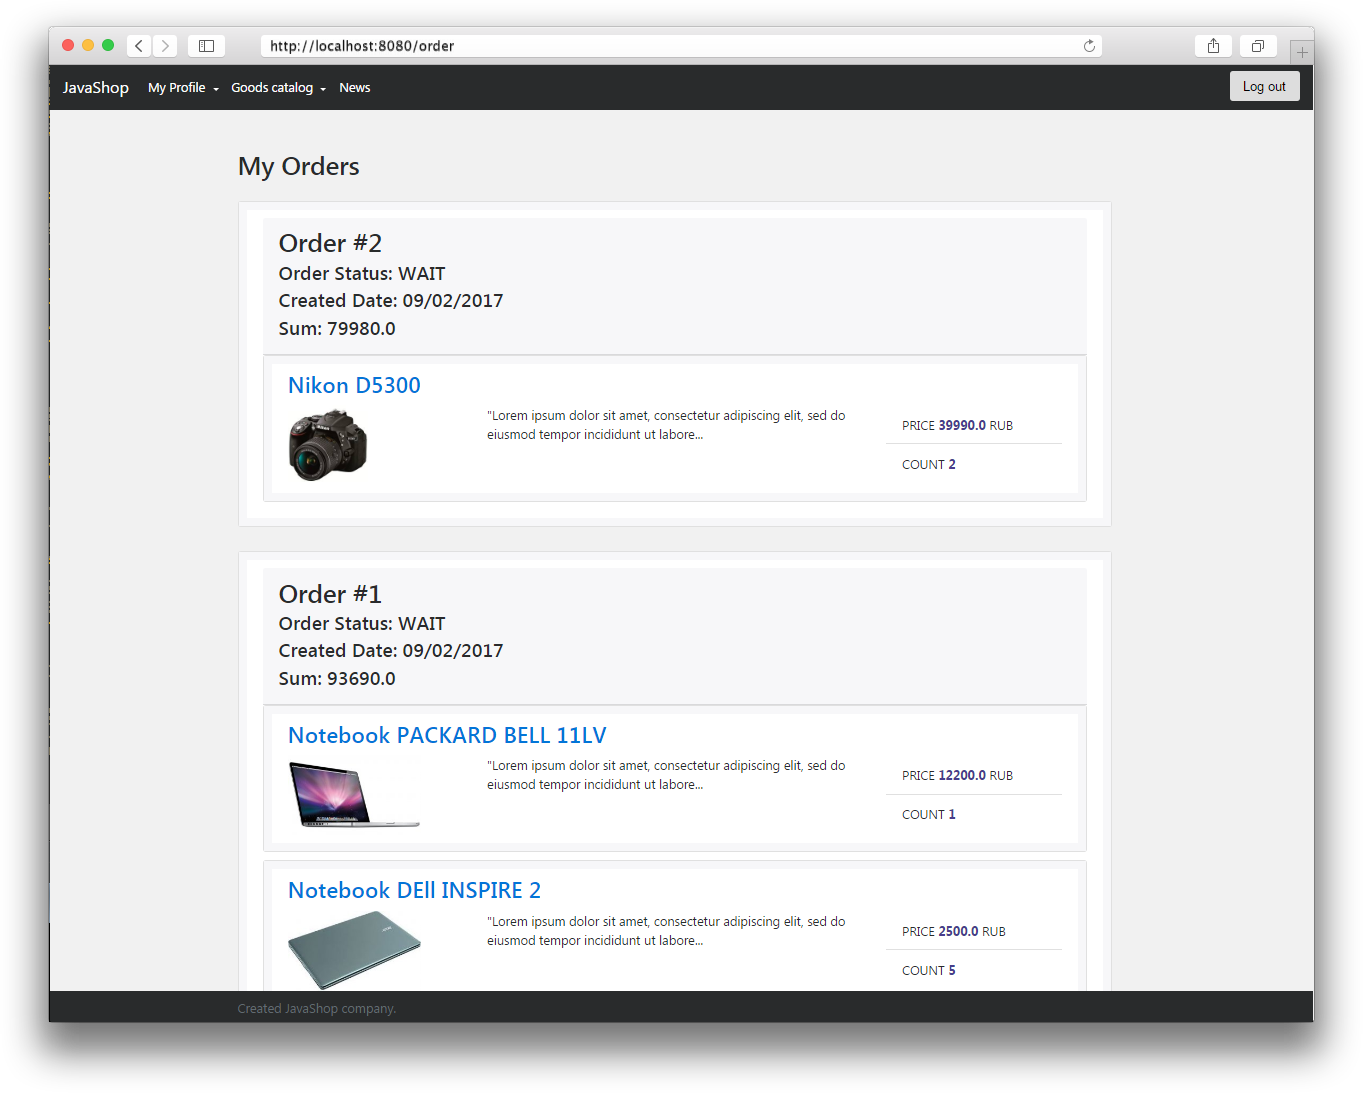 http://localhost:8080/order
JavaShop My Profile Goods catalog News Log out
My Orders
Order #2
Order Status: WAIT
Created Date: 09/02/2017
Sum: 79980.0
Nikon D5300
"Lorem ipsum dolor sit amet, consectetur adipiscing elit, sed do
eiusmod tempor incididunt ut labore...
PRICE 39990.0 RUB
COUNT 2
Order #1
Order Status: WAIT
Created Date: 09/02/2017
Sum: 93690.0
Notebook PACKARD BELL 11LV
"Lorem ipsum dolor sit amet, consectetur adipiscing elit, sed do
eiusmod tempor incididunt ut labore...
PRICE 12200.0 RUB
COUNT 1
Notebook DEll INSPIRE 2
"Lorem ipsum dolor sit amet, consectetur adipiscing elit, sed do
eiusmod tempor incididunt ut labore...
PRICE 2500.0 RUB
COUNT 5
Created JavaShop company.